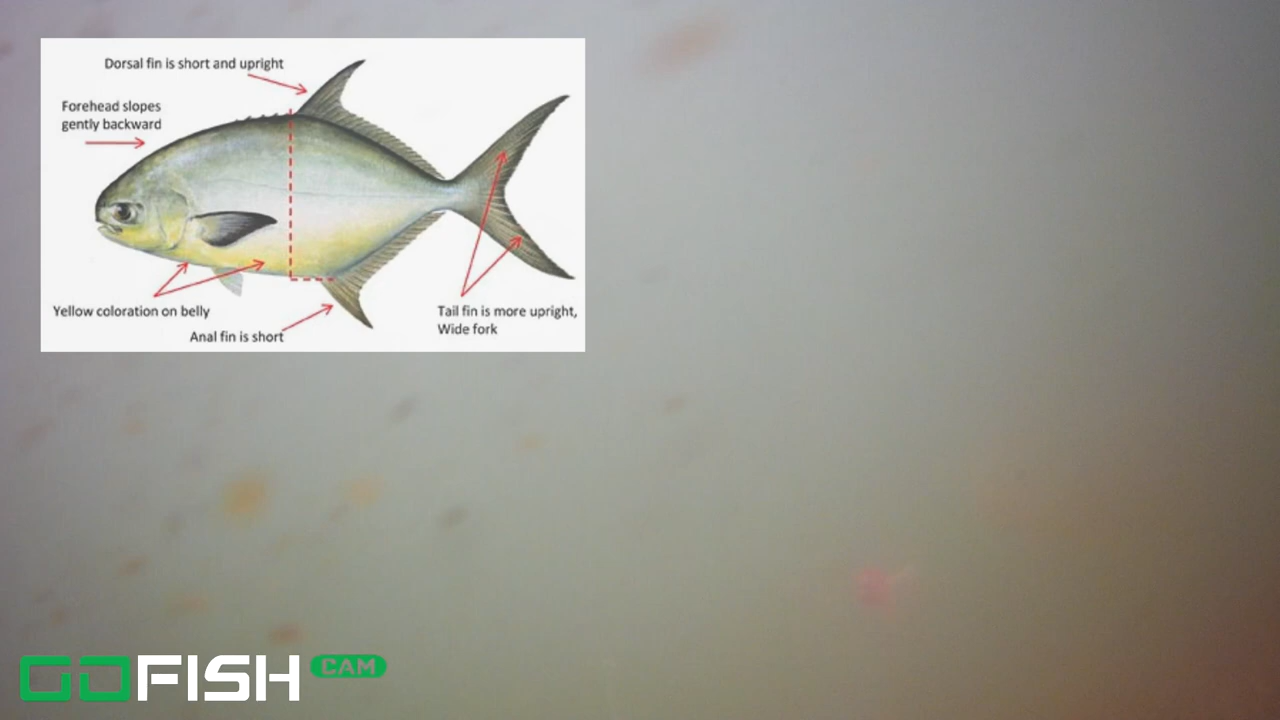 Dorsal fin is short and upright
Forehead slopes
gently backward
Yellow coloration on belly
Anal fin is short
Tail fin is more upright,
Wide fork
GOFISH CAM